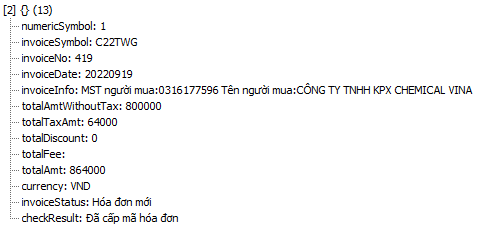 [2] {} (13)
numericSymbol: 1
invoiceSymbol: C22TWG
invoiceNo: 419
invoiceDate: 20220919
invoiceInfo: MST người mua:0316177596 Tên người mua:CÔNG TY TNHH KPX CHEMICAL VINA
totalAmtWithoutTax: 800000
totalTaxAmt: 64000
totalDiscount: 0
totalFee:
totalAmt: 864000
currency: VND
invoiceStatus: Hóa đơn mới
checkResult: Đã cấp mã hóa đơn